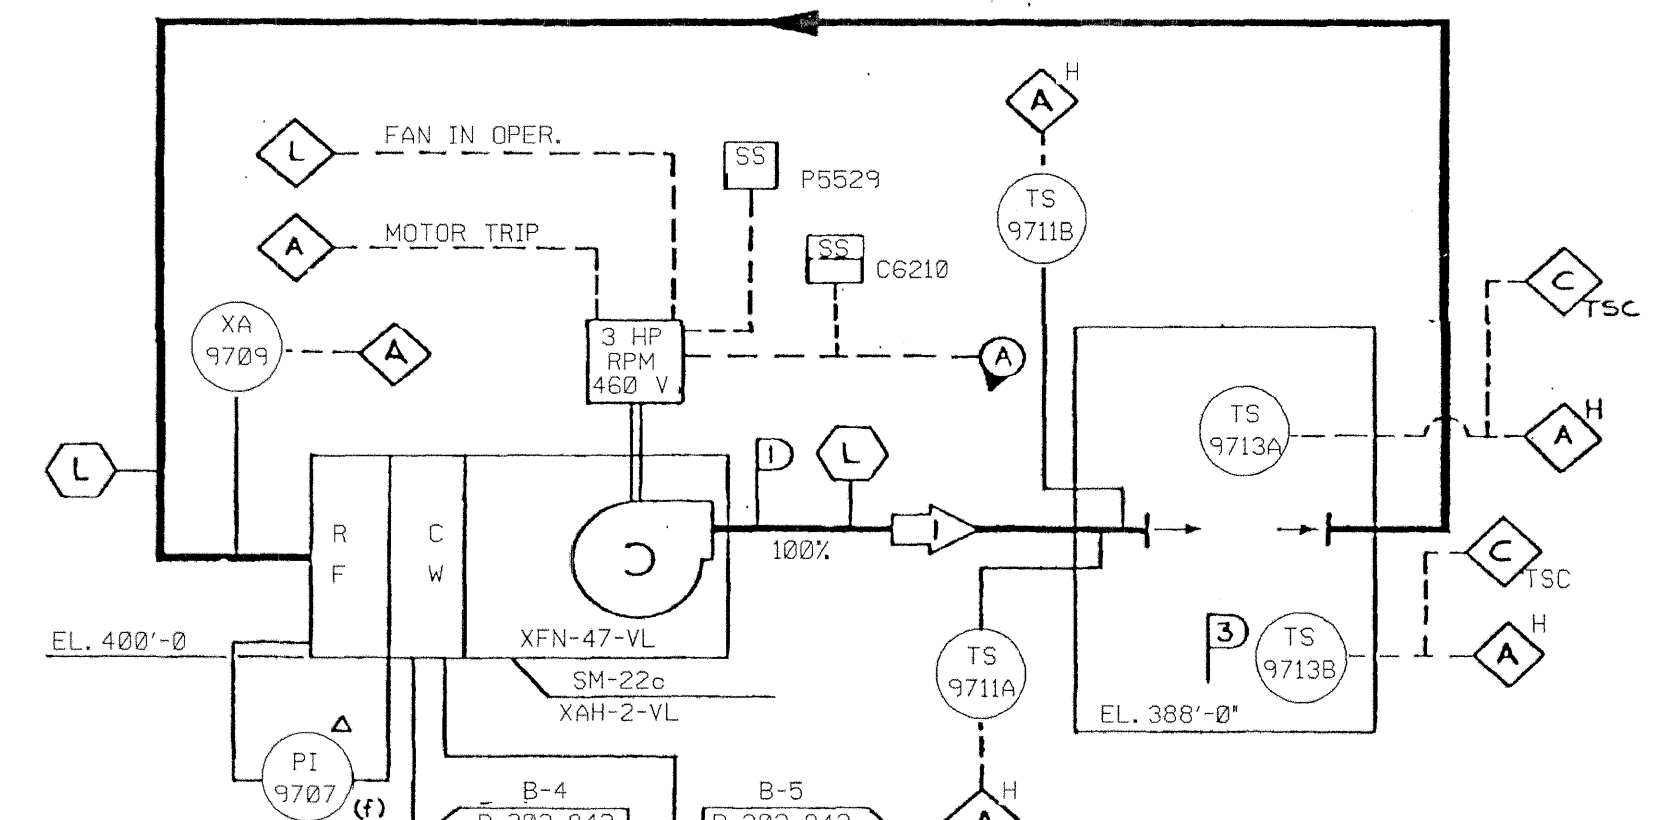 H
A
FAN IN OPER.
L
SS
P5529
TS
9711B
MOTOR TRIP
A
SS
C6210
C
TSC
XA
9709
A
3 HP
RPM
460 V
A
TS
9713A
H
A
L
1
L
R
F
C
W
1
100%
C
TSC
EL. 400'-0
XFN-47-VL
SM-22c
XAH-2-VL
TS
9711A
3
TS
9713B
H
A
EL. 388'-0"
Δ
PI
9707
(f)
B-4
B-5
H
A